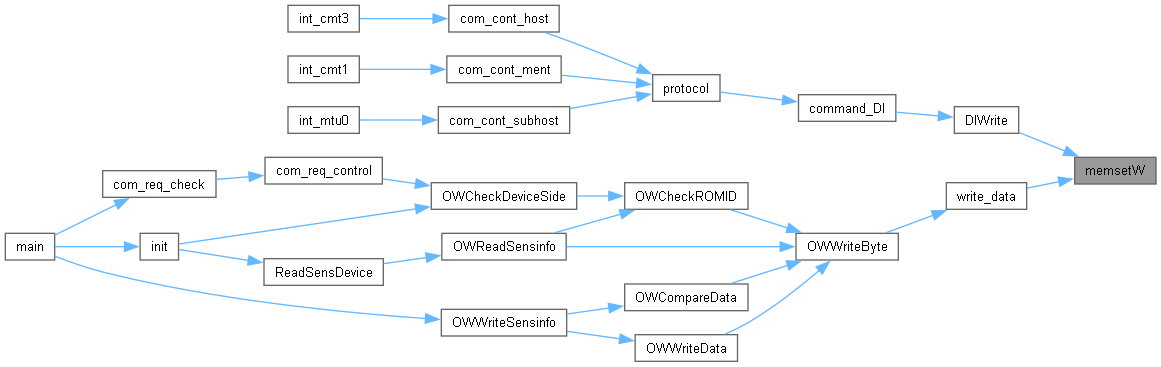 int_cmt3
com_cont_host
int_cmt1
com_cont_ment
protocol
command_DI
int_mtu0
com_cont_subhost
DIWrite
memsetW
com_req_check
com_req_control
OWCheckDeviceSide
OWCheckROMID
write_data
main
init
OWReadSensinfo
OWWriteByte
ReadSensDevice
OWCompareData
OWWriteSensinfo
OWWriteData